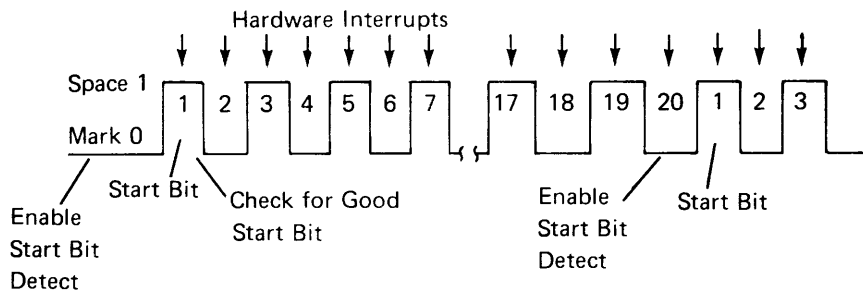 Hardware Interrupts
Space 1
1 2 3 4 5 6 7 17 18 19 20 1 2 3
Mark 0
Start Bit
Check for Good
Start Bit
Enable
Start Bit
Detect
Enable
Start Bit
Detect
Start Bit